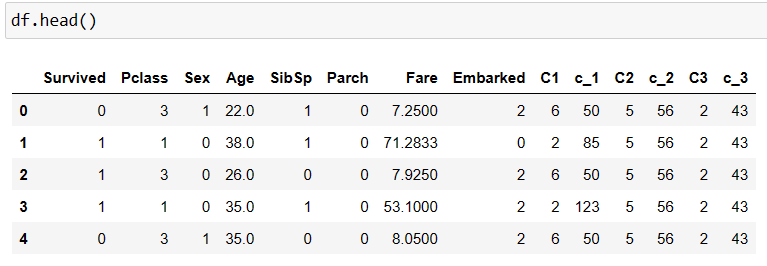 df.head()
Survived Pclass Sex Age SibSp Parch Fare Embarked C1 c_1 C2 c_2 C3 c_3
0 0 3 1 22.0 1 0 7.2500 2 6 50 5 56 2 43
1 1 1 0 38.0 1 0 71.2833 0 2 85 5 56 2 43
2 1 3 0 26.0 0 0 7.9250 2 6 50 5 56 2 43
3 1 1 0 35.0 1 0 53.1000 2 2 123 5 56 2 43
4 0 3 1 35.0 0 0 8.0500 2 6 50 5 56 2 43